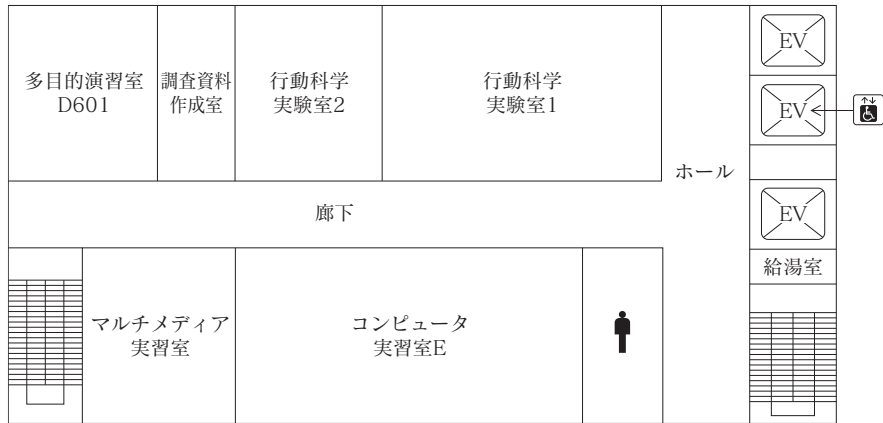 多目的演習室
D601
調査資料
作成室
行動科学
実験室2
行動科学
実験室1
EV
EV
ホール
廊下
EV
給湯室
マルチメディア
実習室
コンピュータ
実習室E